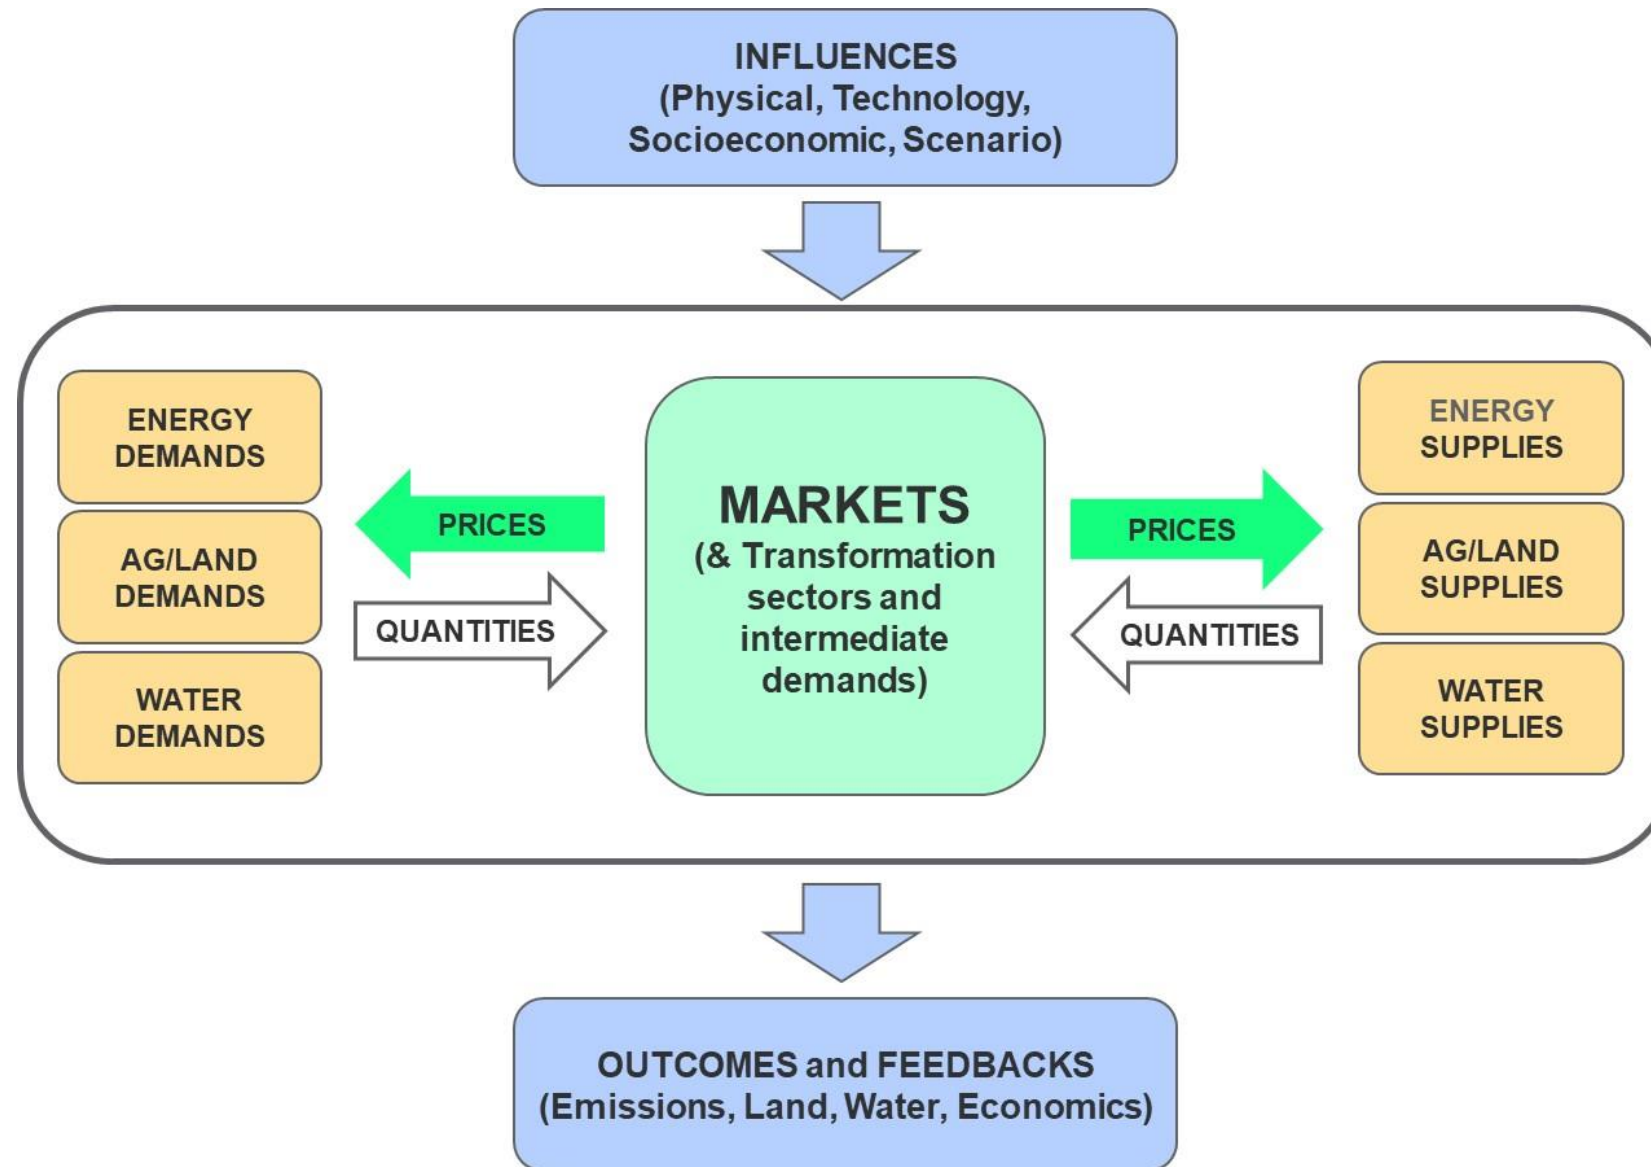 INFLUENCES
(Physical, Technology,
Socioeconomic, Scenario)
ENERGY
DEMANDS
AG/LAND
DEMANDS
WATER
DEMANDS
PRICES
QUANTITIES
MARKETS
(& Transformation
sectors and
intermediate
demands)
PRICES
QUANTITIES
ENERGY
SUPPLIES
AG/LAND
SUPPLIES
WATER
SUPPLIES
OUTCOMES and FEEDBACKS
(Emissions, Land, Water, Economics)